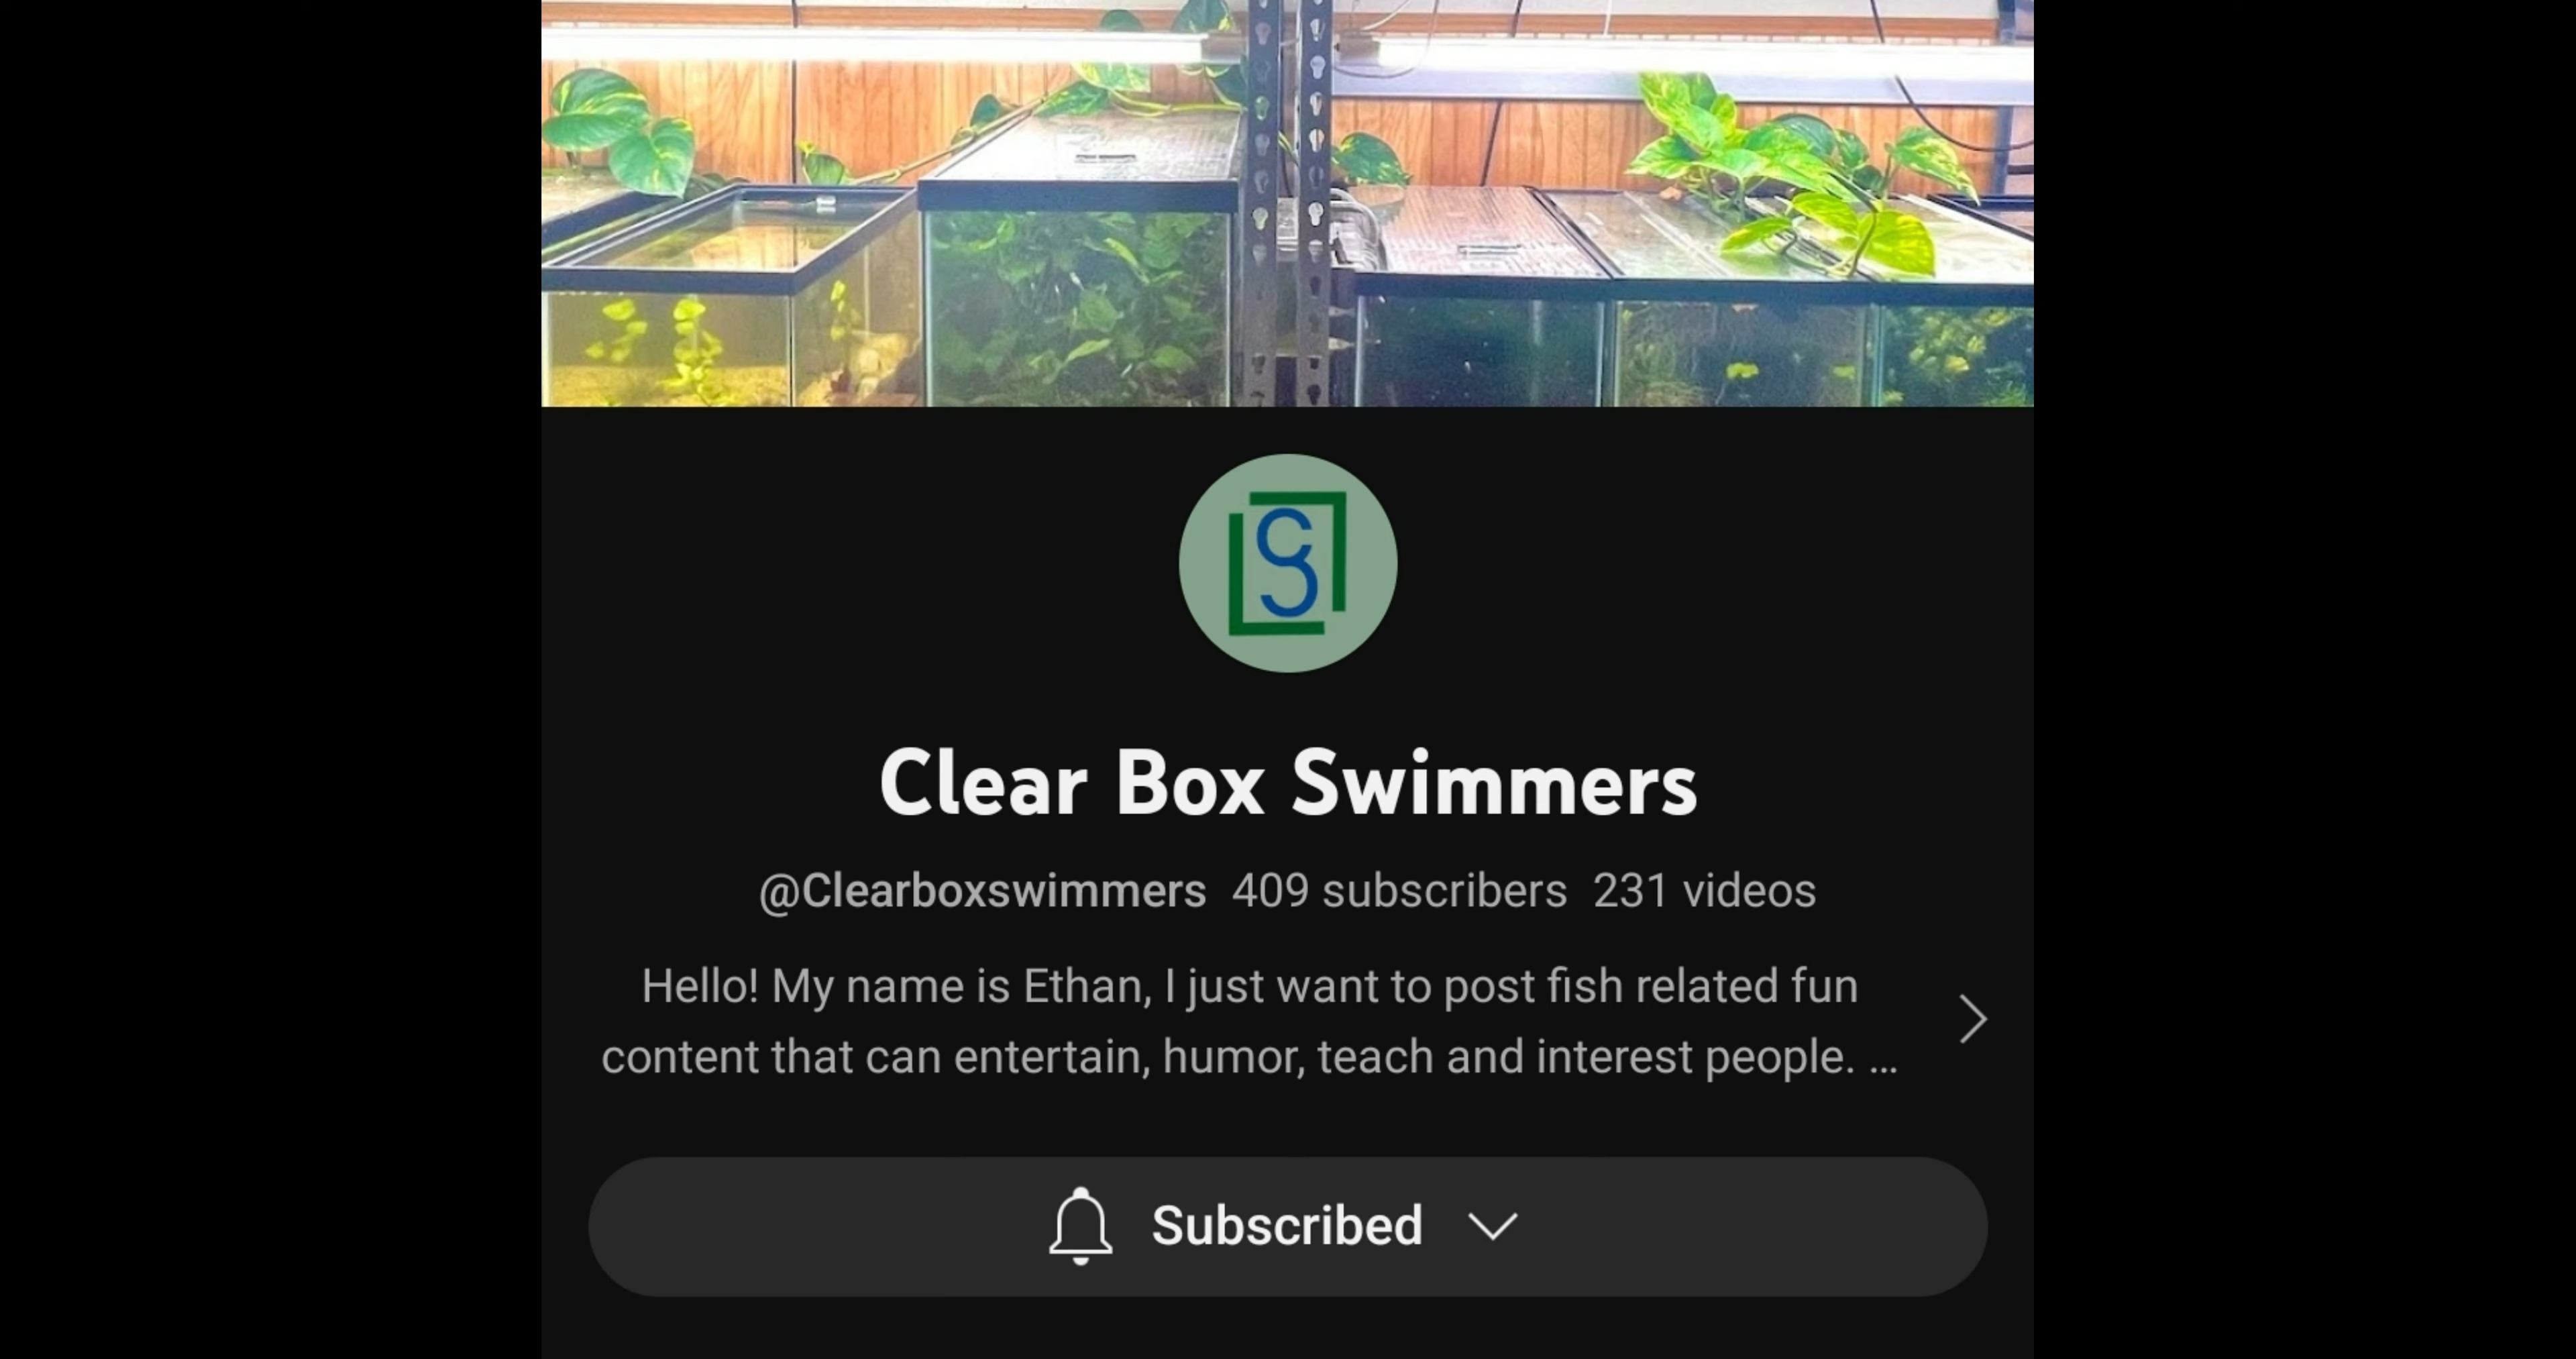 Clear Box Swimmers
@Clearboxswimmers 409 subscribers 231 videos
Hello! My name is Ethan, I just want to post fish related fun
content that can entertain, humor, teach and interest people. ...
Subscribed